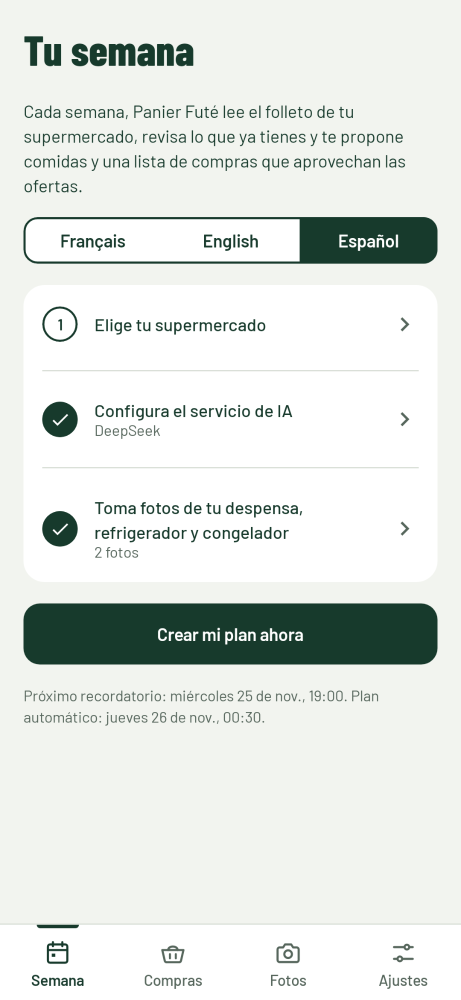 Tu semana
Cada semana, Panier Futé lee el folleto de tu
supermercado, revisa lo que ya tienes y te propone
comidas y una lista de compras que aprovechan las
ofertas.
Français
English
Español
1
Elige tu supermercado
Configura el servicio de IA
DeepSeek
Toma fotos de tu despensa,
refrigerador y congelador
2 fotos
Crear mi plan ahora
Próximo recordatorio: miércoles 25 de nov., 19:00. Plan
automático: jueves 26 de nov., 00:30.
Semana
Compras
Fotos
Ajustes